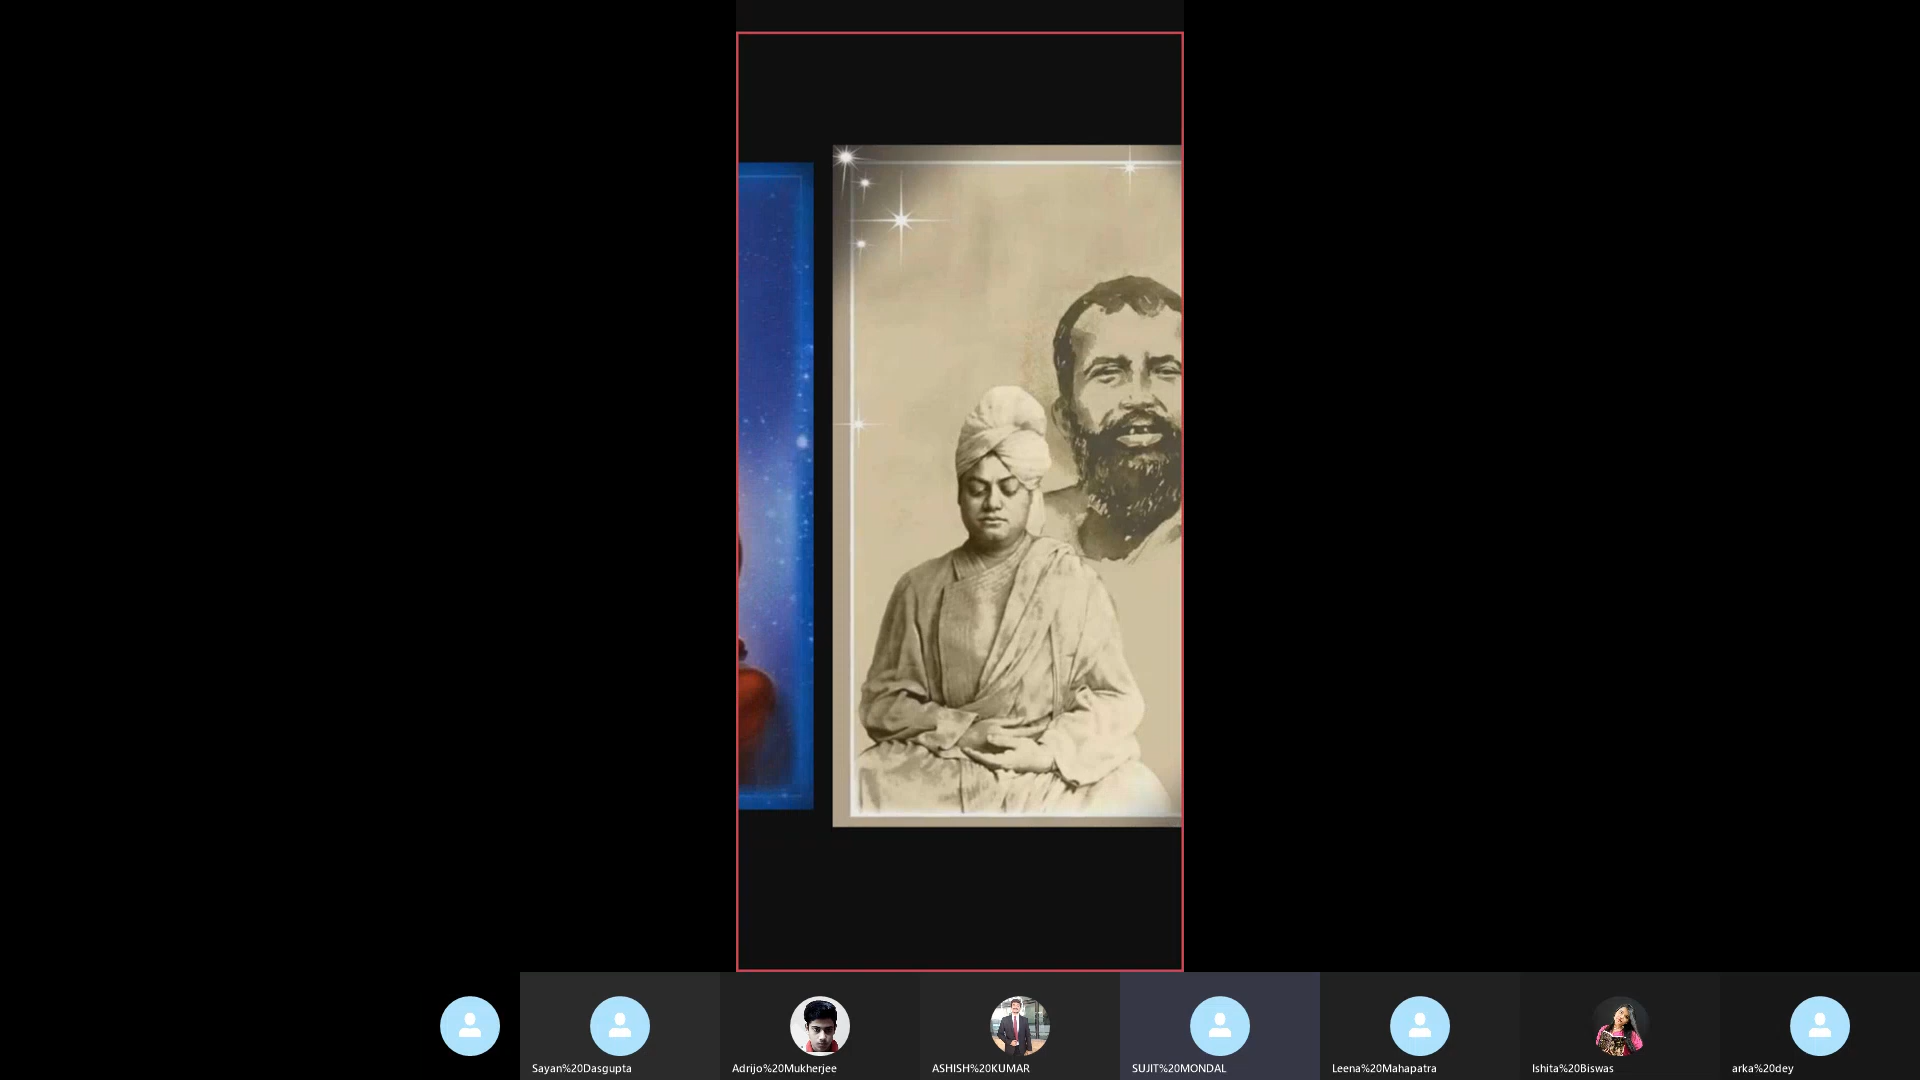 Sayan%20Dasgupta
Adrijo%20Mukherjee
ASHISH%20KUMAR
SUJIT%20MONDAL
Leena%20Mahapatra
Ishita%20Biswas
arka%20dey